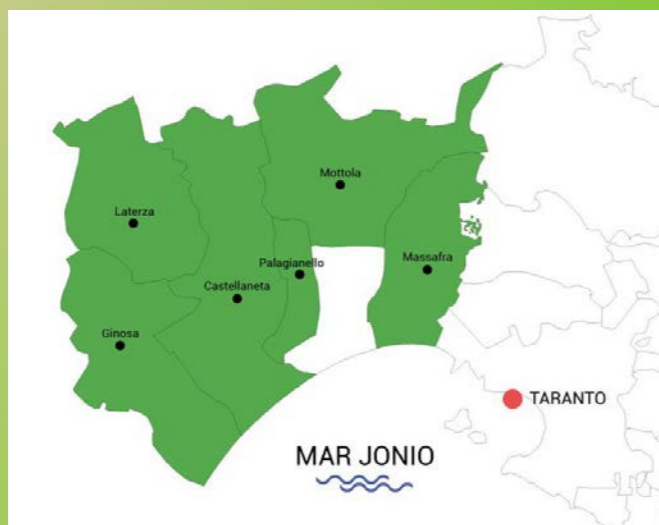 Mottola
Laterza
Massafra
Palagianello
Castellaneta
Ginosa
TARANTO
MAR JONIO